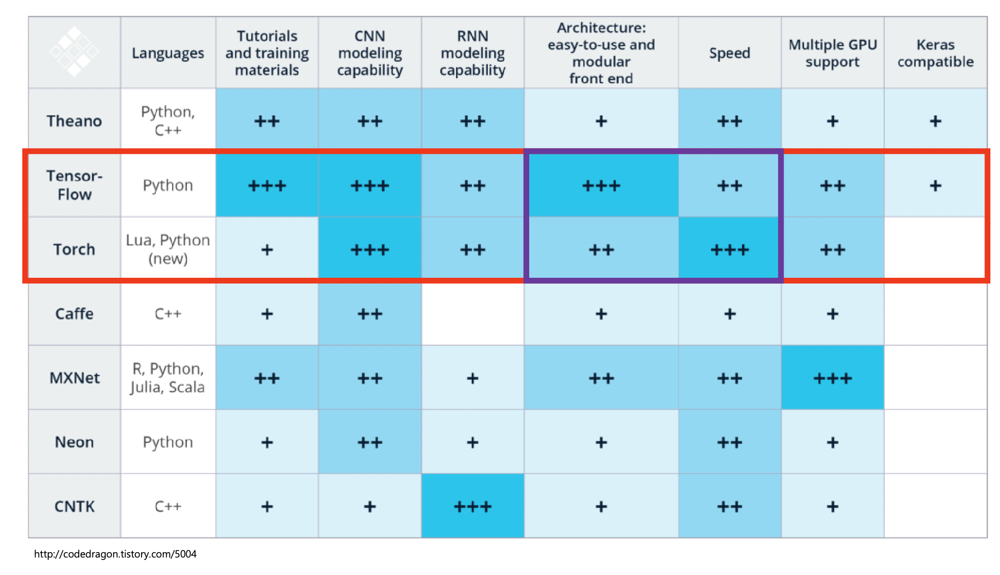 Languages
Tutorials
and training
materials
CNN
modeling
capability
RNN
modeling
capability
Architecture:
easy-to-use and
modular
front end
Speed
Multiple GPU
support
Keras
compatible
Theano
Python,
C++
++
++
++
+
++
+
+
Tensor-
Flow
Python
+++
+++
++
+++
++
++
+
Torch
Lua, Python
(new)
+
+++
++
++
+++
++
Caffe
C++
+
++
+
+
+
MXNet
R, Python,
Julia, Scala
++
++
+
++
++
+++
Neon
Python
+
++
+
+
++
+
CNTK
C++
+
+
+++
+
++
+
http://codedragon.tistory.com/5004